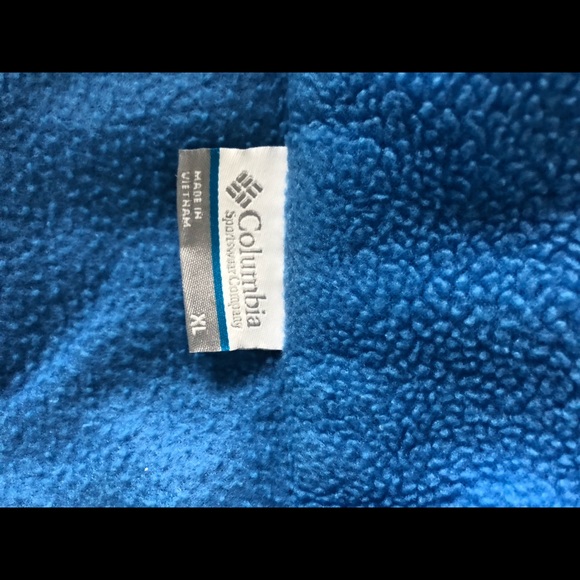 Columbia
Sportswear Company
MADE IN
VIETNAM
XL